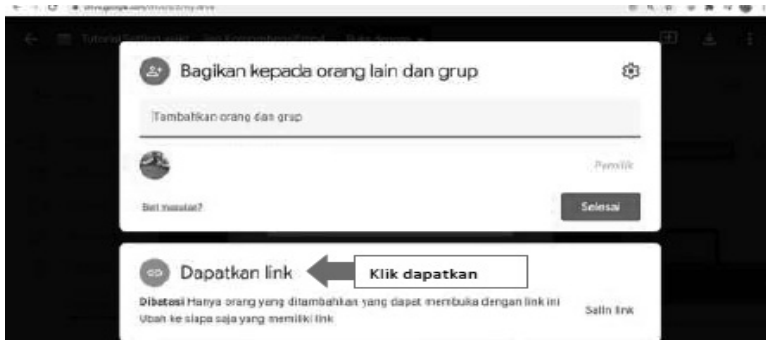 Bagikan kepada orang lain dan grup
Tambahkan orang dan grup
Pemilik
Beri masukan?
Selesai
Dapatkan link
Klik dapatkan
Dibatasi Hanya orang yang ditambahkan yang dapat membuka dengan link ini
Ubah ke siapa saja yang memiliki link
Salin link